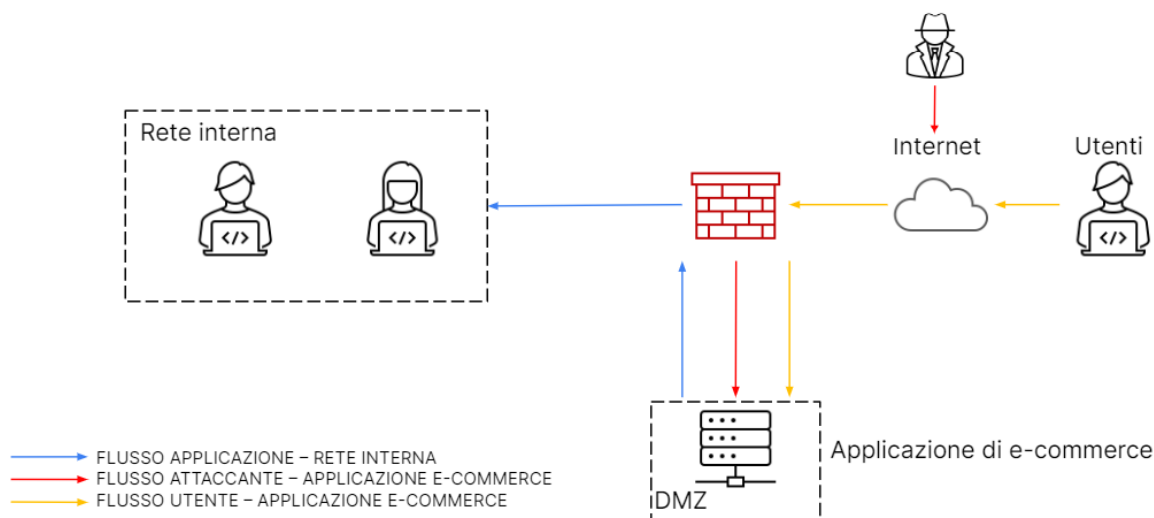 Rete interna
Internet
Utenti
</>
</>
</>
Applicazione di e-commerce
DMZ
FLUSSO APPLICAZIONE – RETE INTERNA
FLUSSO ATTACCANTE – APPLICAZIONE E-COMMERCE
FLUSSO UTENTE – APPLICAZIONE E-COMMERCE